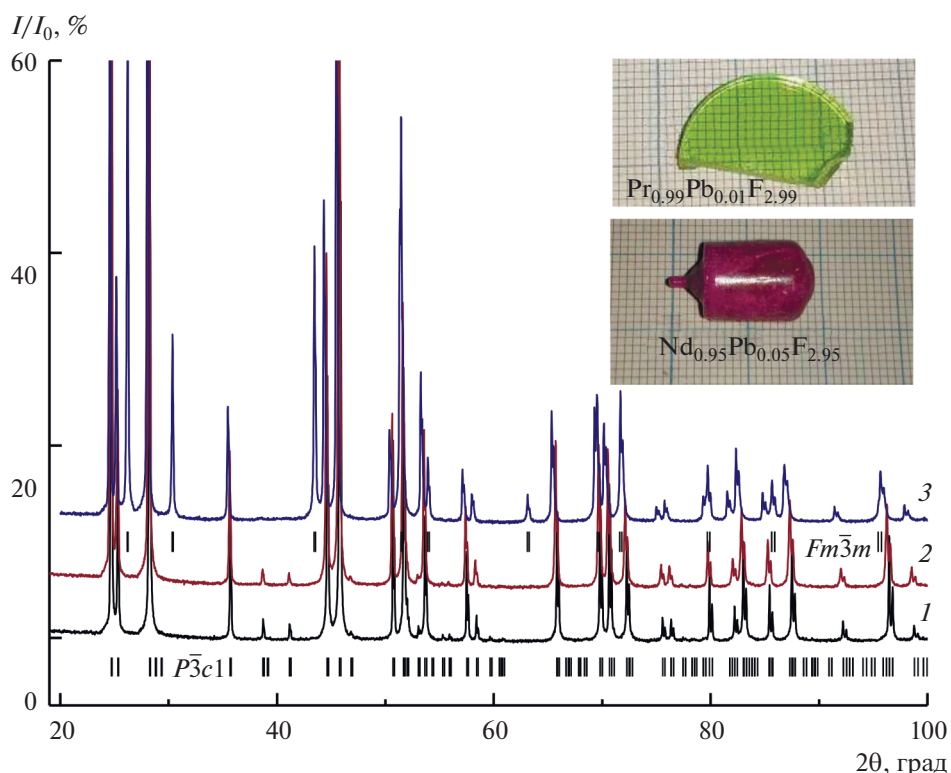 I/I₀, %
60
Pr₀.₉₉Pb₀.₀₁F₂.₉₉
40
Nd₀.₉₅Pb₀.₀₅F₂.₉₅
20
3
Fm3̅m
2
1
P3̅c1
0
20 40 60 80 100
2θ, град